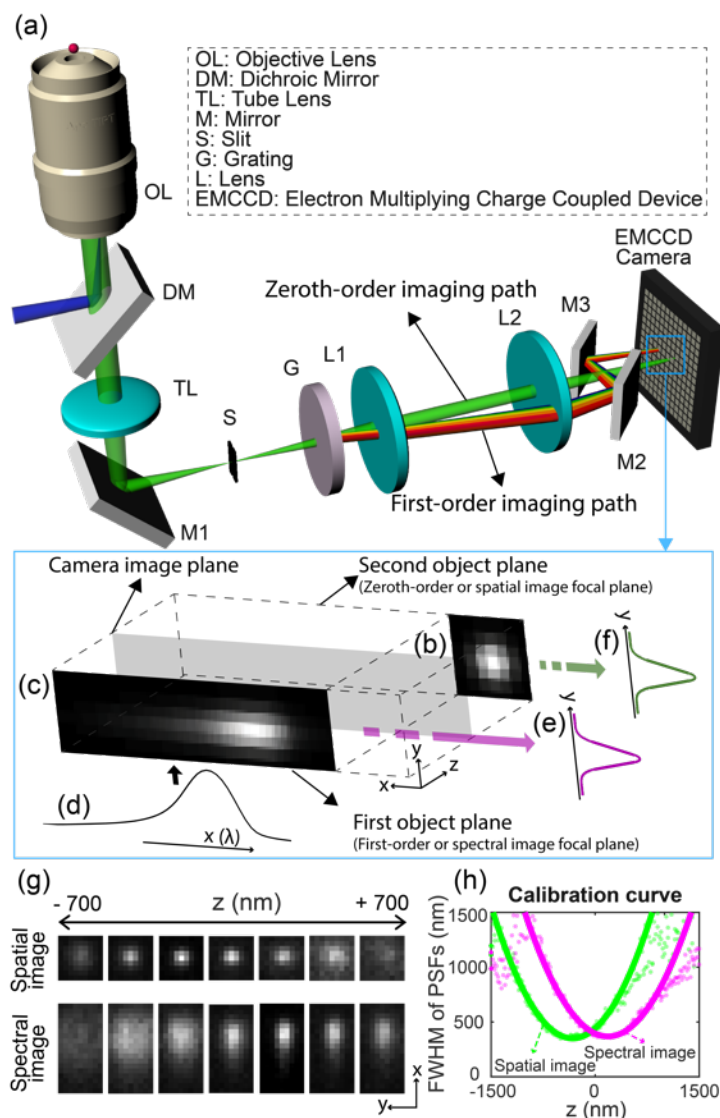 (a)
OL: Objective Lens
DM: Dichroic Mirror
TL: Tube Lens
M: Mirror
S: Slit
G: Grating
L: Lens
EMCCD: Electron Multiplying Charge Coupled Device
OL
EMCCD
Camera
DM
Zeroth-order imaging path
M3
L2
L1
G
TL
S
M2
First-order imaging path
M1
Camera image plane
Second object plane
(Zeroth-order or spatial image focal plane)
(b)
(f)
y
(c)
(e)
y
y
z
x
(d)
x (λ)
First object plane
(First-order or spectral image focal plane)
(g)
- 700
z (nm)
+ 700
Spatial
image
Spectral
image
x
y
(h)
Calibration curve
FWHM of PSFs (nm)
1500
1000
500
0
Spatial image
Spectral image
-1500
0
1500
z (nm)